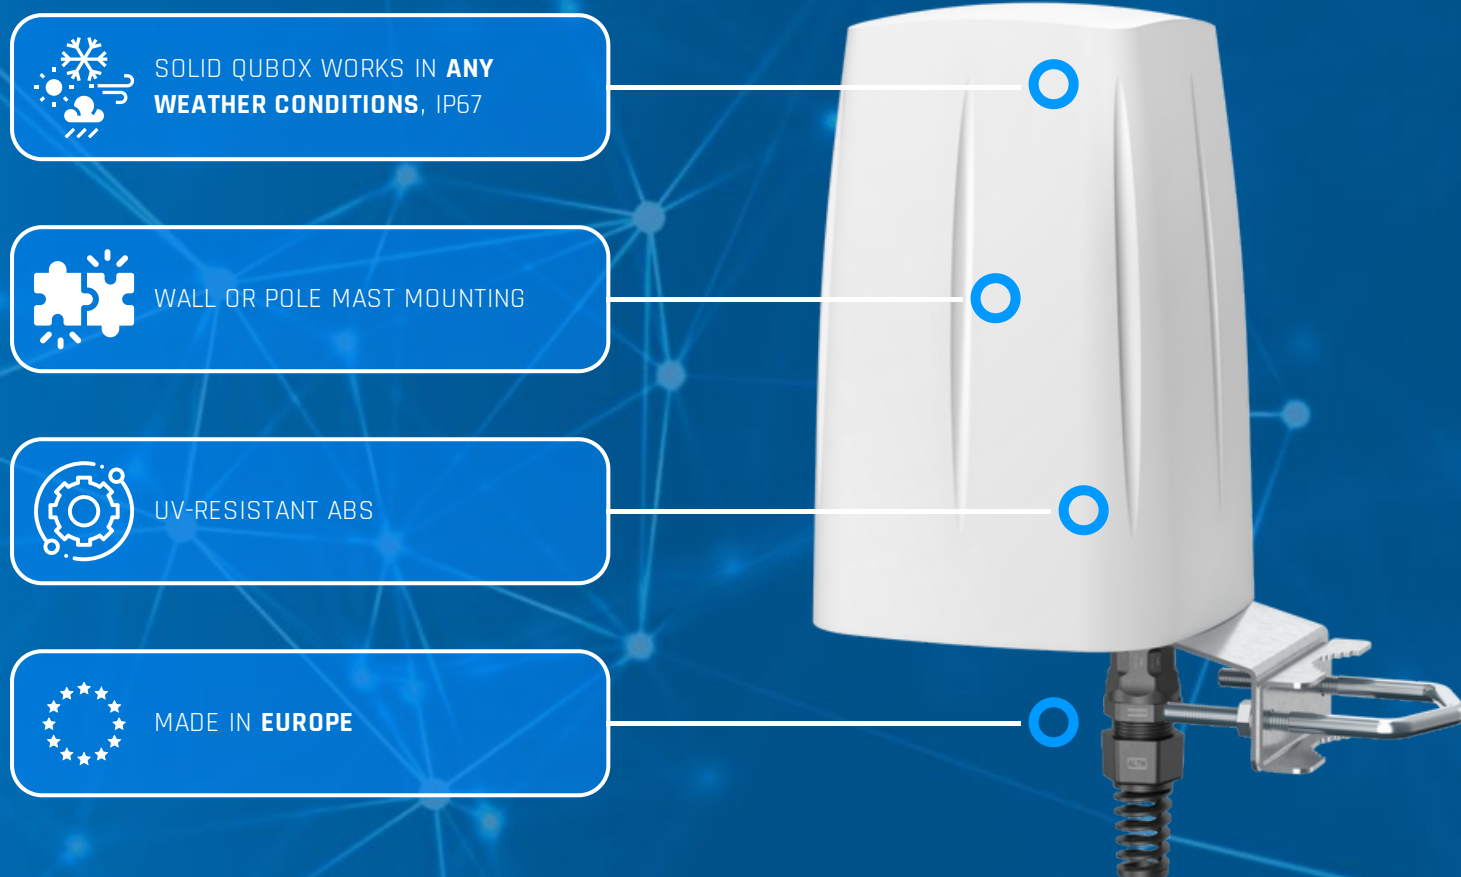 SOLID QUBOX WORKS IN ANY
WEATHER CONDITIONS, IP67
WALL OR POLE MAST MOUNTING
UV-RESISTANT ABS
MADE IN EUROPE